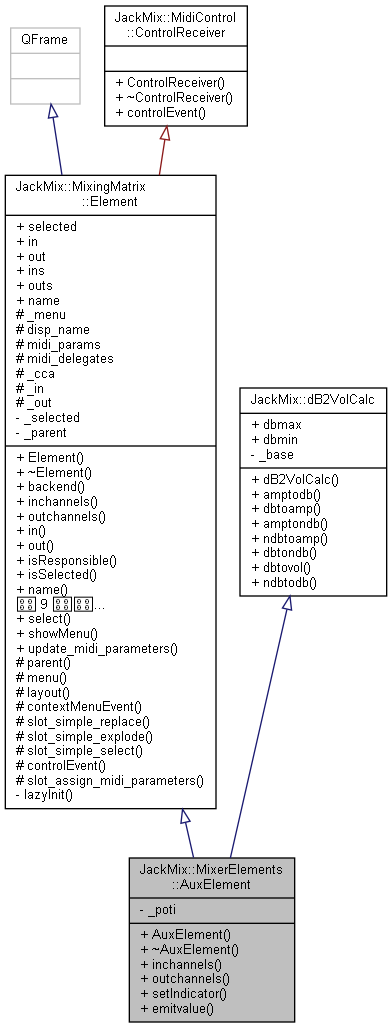 QFrame
JackMix::MidiControl
::ControlReceiver
+ ControlReceiver()
+ ~ControlReceiver()
+ controlEvent()
JackMix::MixingMatrix
::Element
+ selected
+ in
+ out
+ ins
+ outs
+ name
# _menu
# disp_name
# midi_params
# midi_delegates
# _cca
# _in
# _out
- _selected
- _parent
+ Element()
+ ~Element()
+ backend()
+ inchannels()
+ outchannels()
+ in()
+ out()
+ isResponsible()
+ isSelected()
+ name()
9 ...
+ select()
+ showMenu()
+ update_midi_parameters()
# parent()
# menu()
# layout()
# contextMenuEvent()
# slot_simple_replace()
# slot_simple_explode()
# slot_simple_select()
# controlEvent()
# slot_assign_midi_parameters()
- lazyInit()
JackMix::dB2VolCalc
+ dbmax
+ dbmin
- _base
+ dB2VolCalc()
+ amptodb()
+ dbtoamp()
+ amptondb()
+ ndbtoamp()
+ dbtondb()
+ dbtovol()
+ ndbtodb()
JackMix::MixerElements
::AuxElement
- _poti
+ AuxElement()
+ ~AuxElement()
+ inchannels()
+ outchannels()
+ setIndicator()
+ emitvalue()